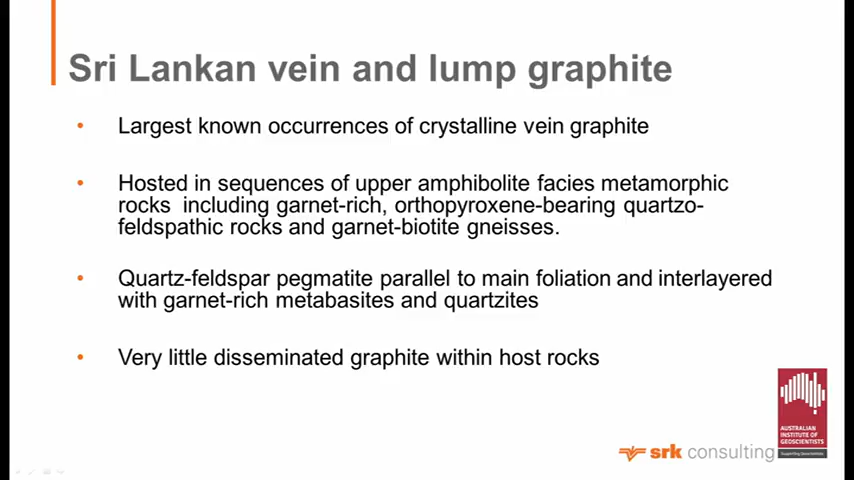 Sri Lankan vein and lump graphite
• Largest known occurrences of crystalline vein graphite
• Hosted in sequences of upper amphibolite facies metamorphic
rocks including garnet-rich, orthopyroxene-bearing quartzo-
feldspathic rocks and garnet-biotite gneisses.
• Quartz-feldspar pegmatite parallel to main foliation and interlayered
with garnet-rich metabasites and quartzites
• Very little disseminated graphite within host rocks
AUSTRALIAN
INSTITUTE OF
GEOSCIENTISTS
srk consulting